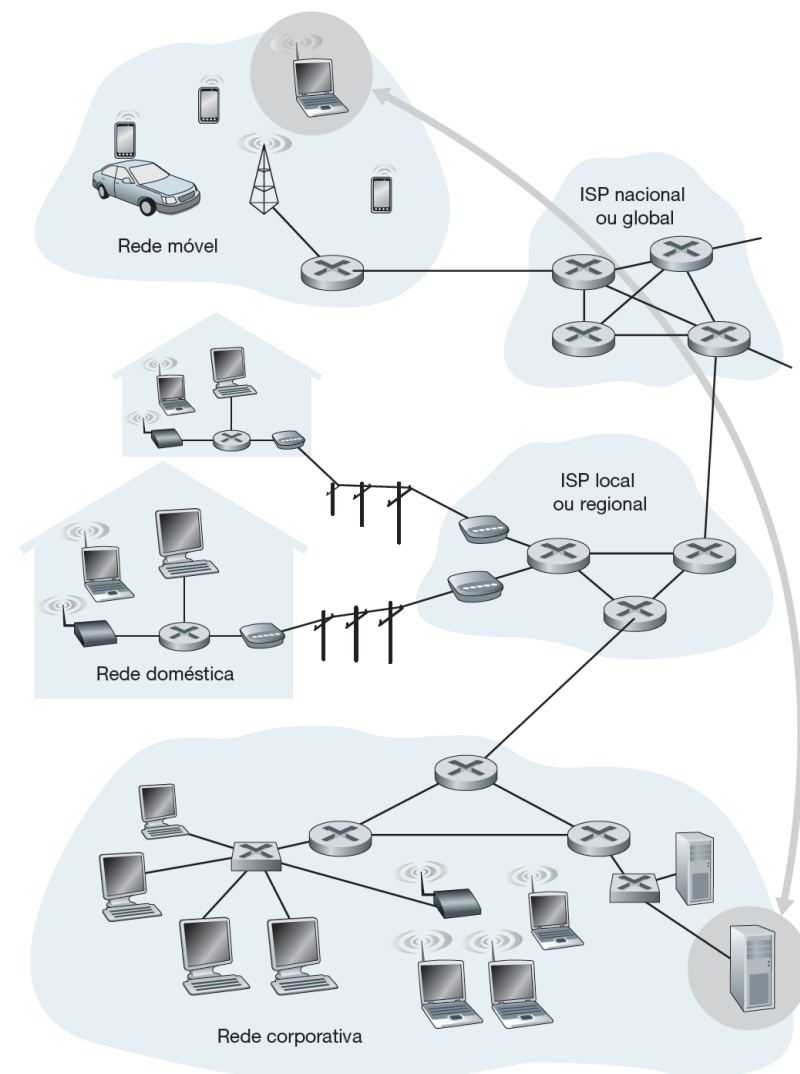 Rede móvel
ISP nacional
ou global
ISP local
ou regional
Rede doméstica
Rede corporativa